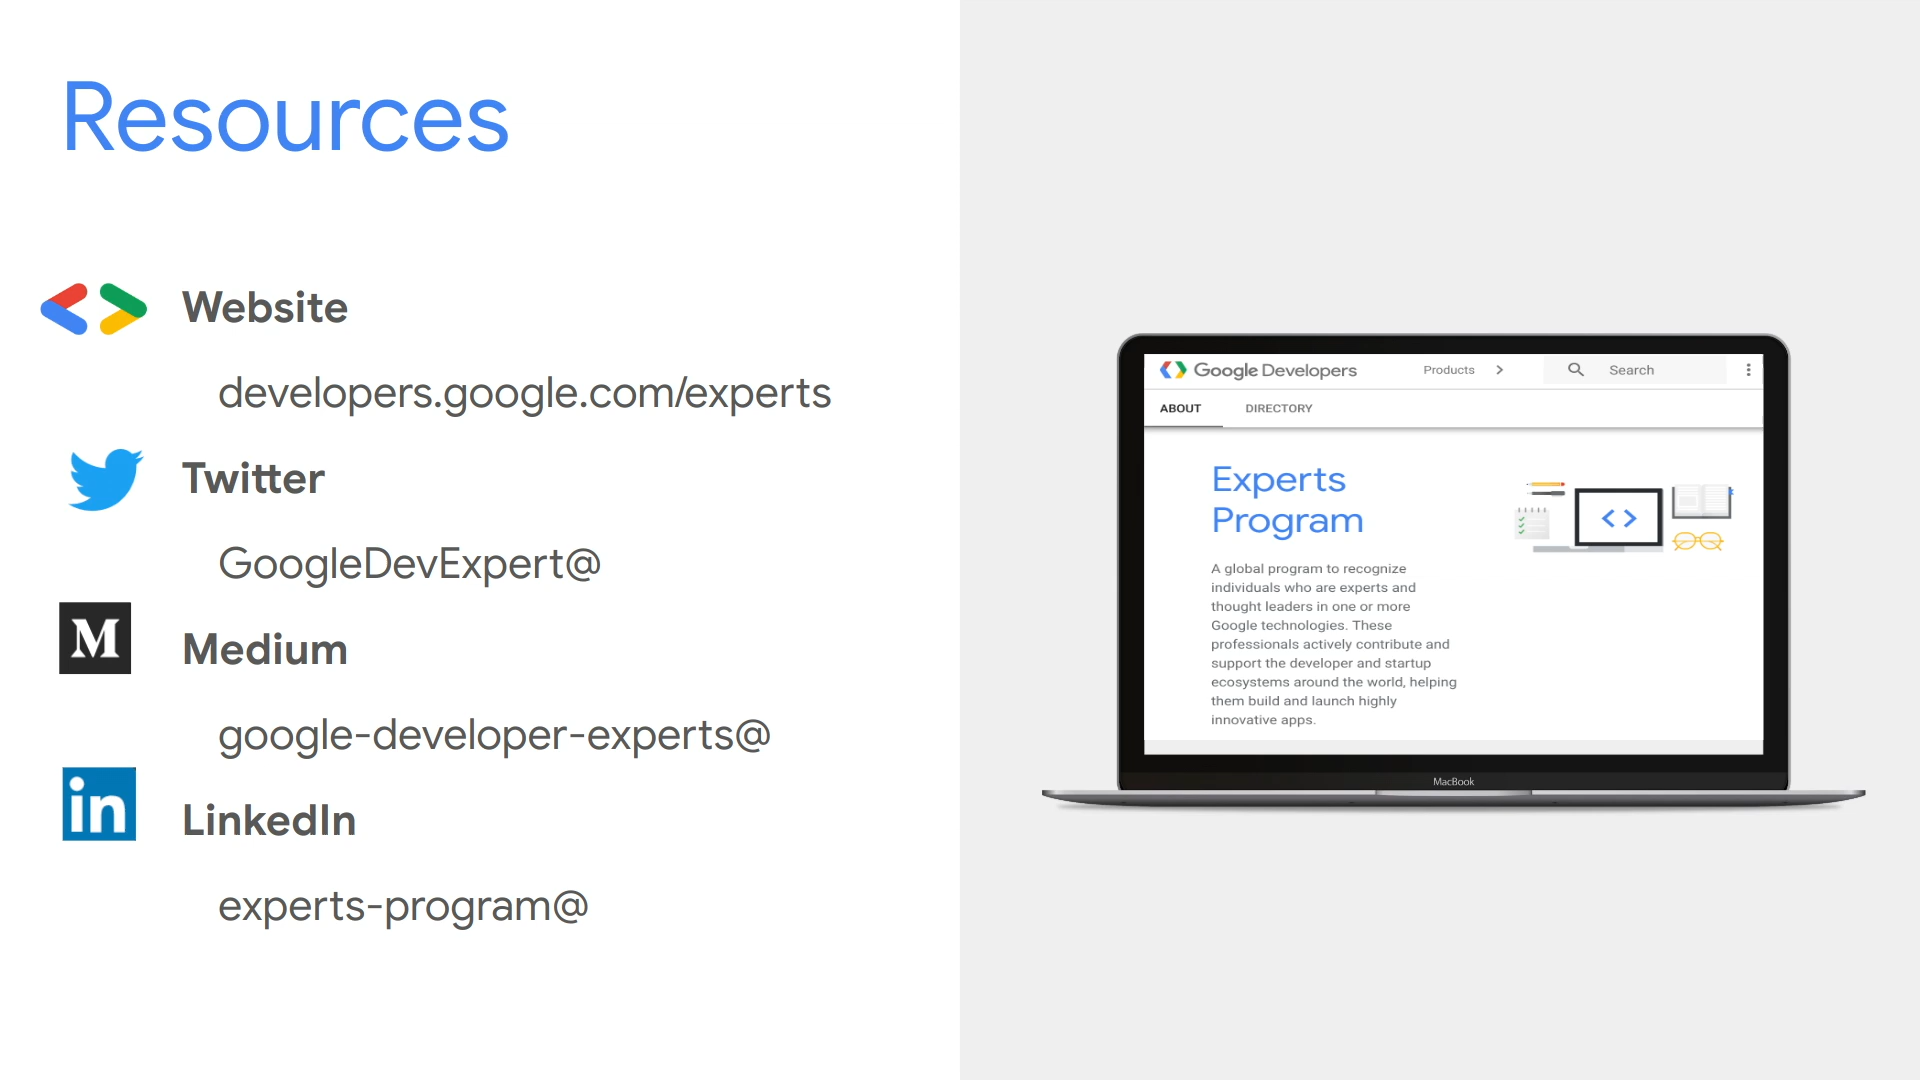 Resources
Website
developers.google.com/experts
Twitter
GoogleDevExpert@
M
Medium
google-developer-experts@
in
LinkedIn
experts-program@
Google Developers
Products
Search
ABOUT
DIRECTORY
Experts
Program
A global program to recognize
individuals who are experts and
thought leaders in one or more
Google technologies. These
professionals actively contribute and
support the developer and startup
ecosystems around the world, helping
them build and launch highly
innovative apps.
MacBook